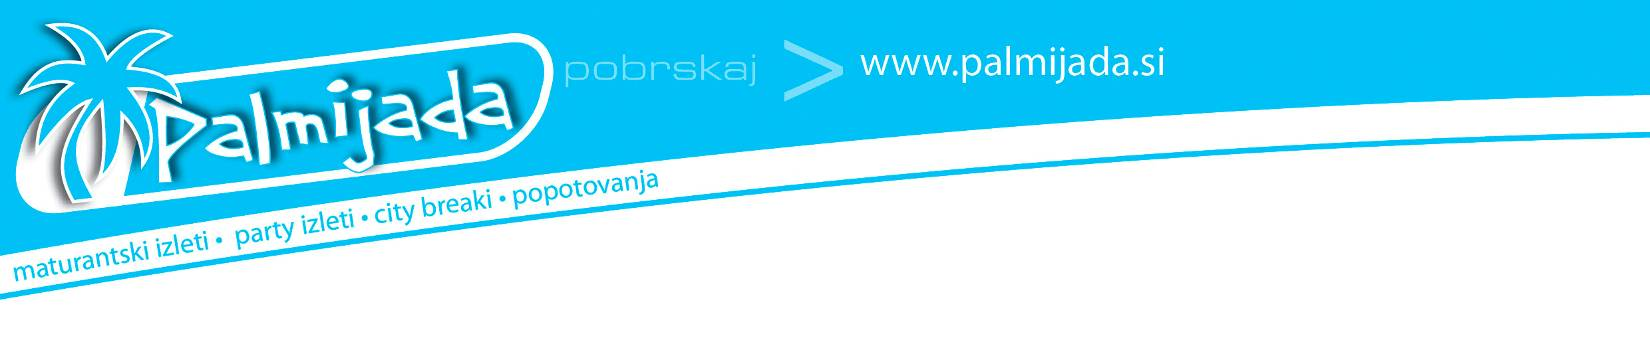 Palmijada
pobrskaj > www.palmijada.si
maturantski izleti • party izleti • city breaki • popotovanja